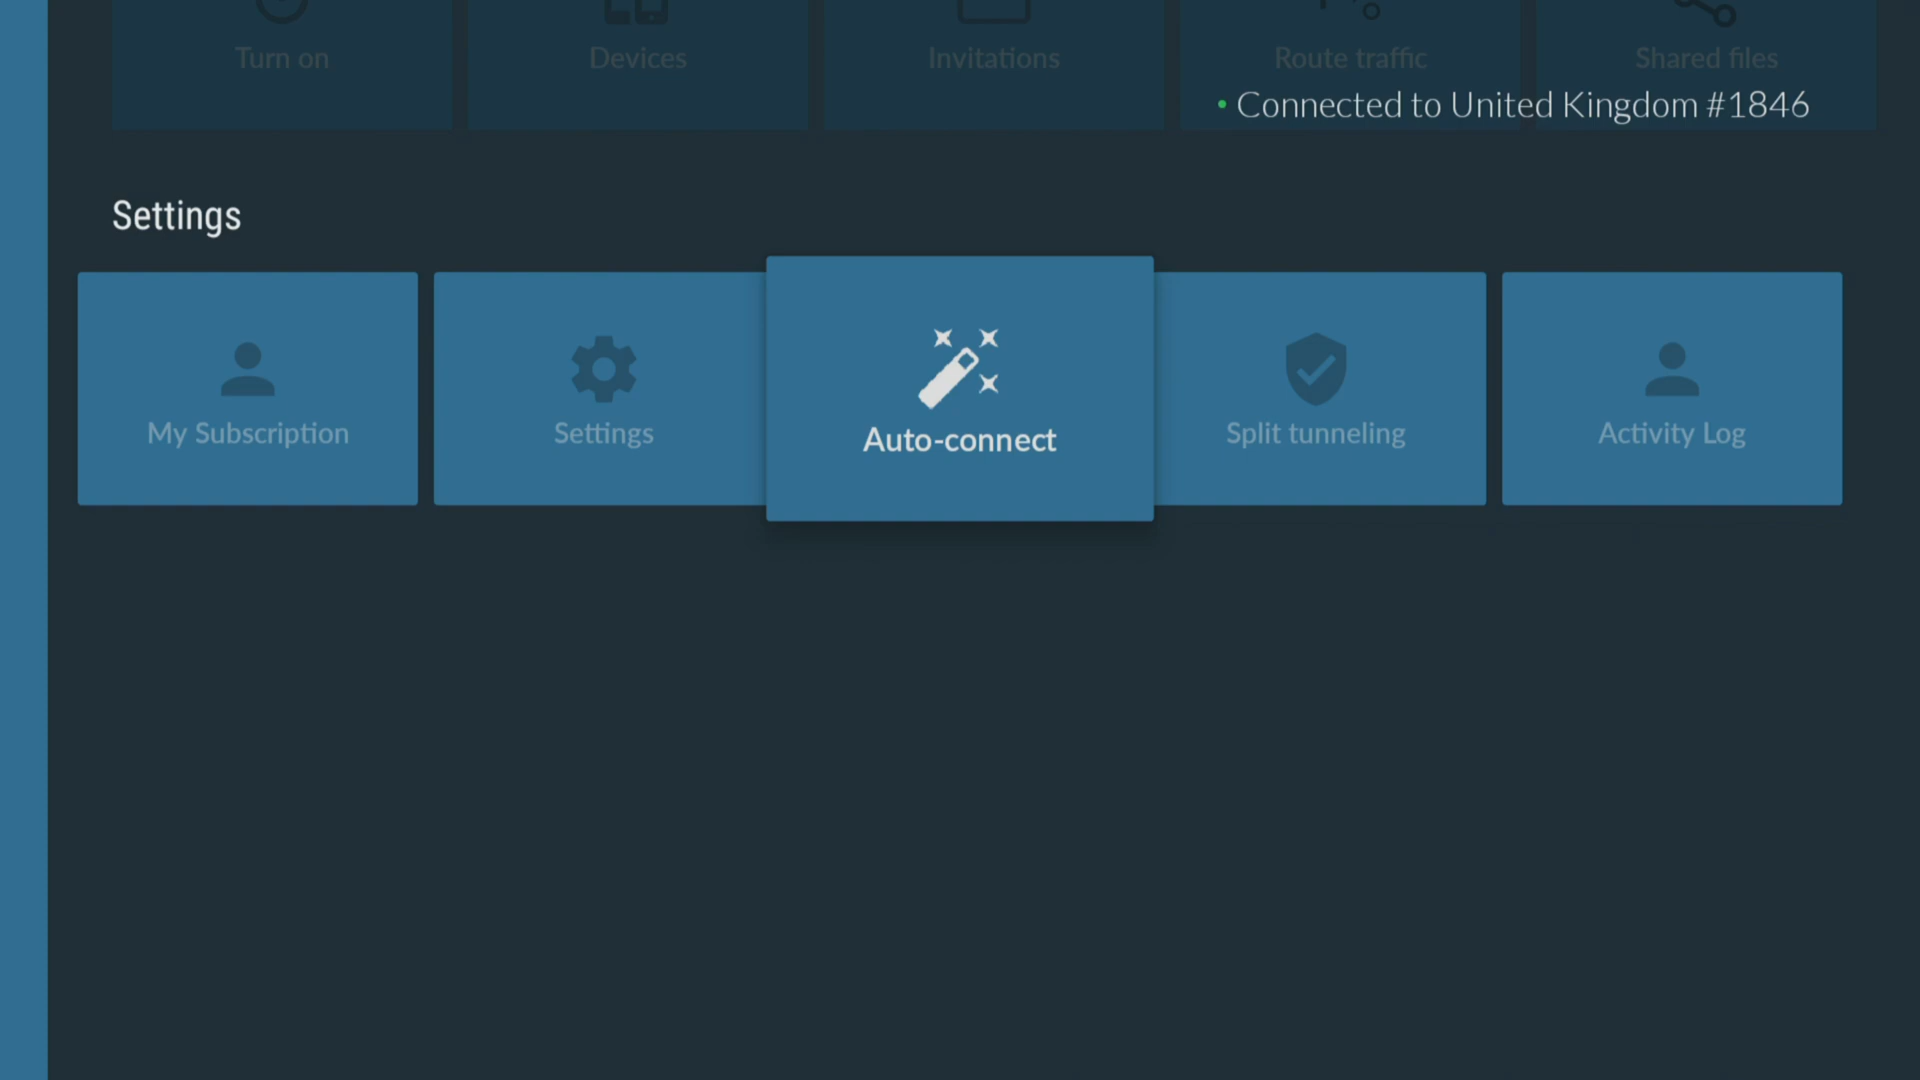 Turn on
Devices
Invitations
Route traffic
Shared files
Connected to United Kingdom #1846
Settings
My Subscription
Settings
Auto-connect
Split tunneling
Activity Log